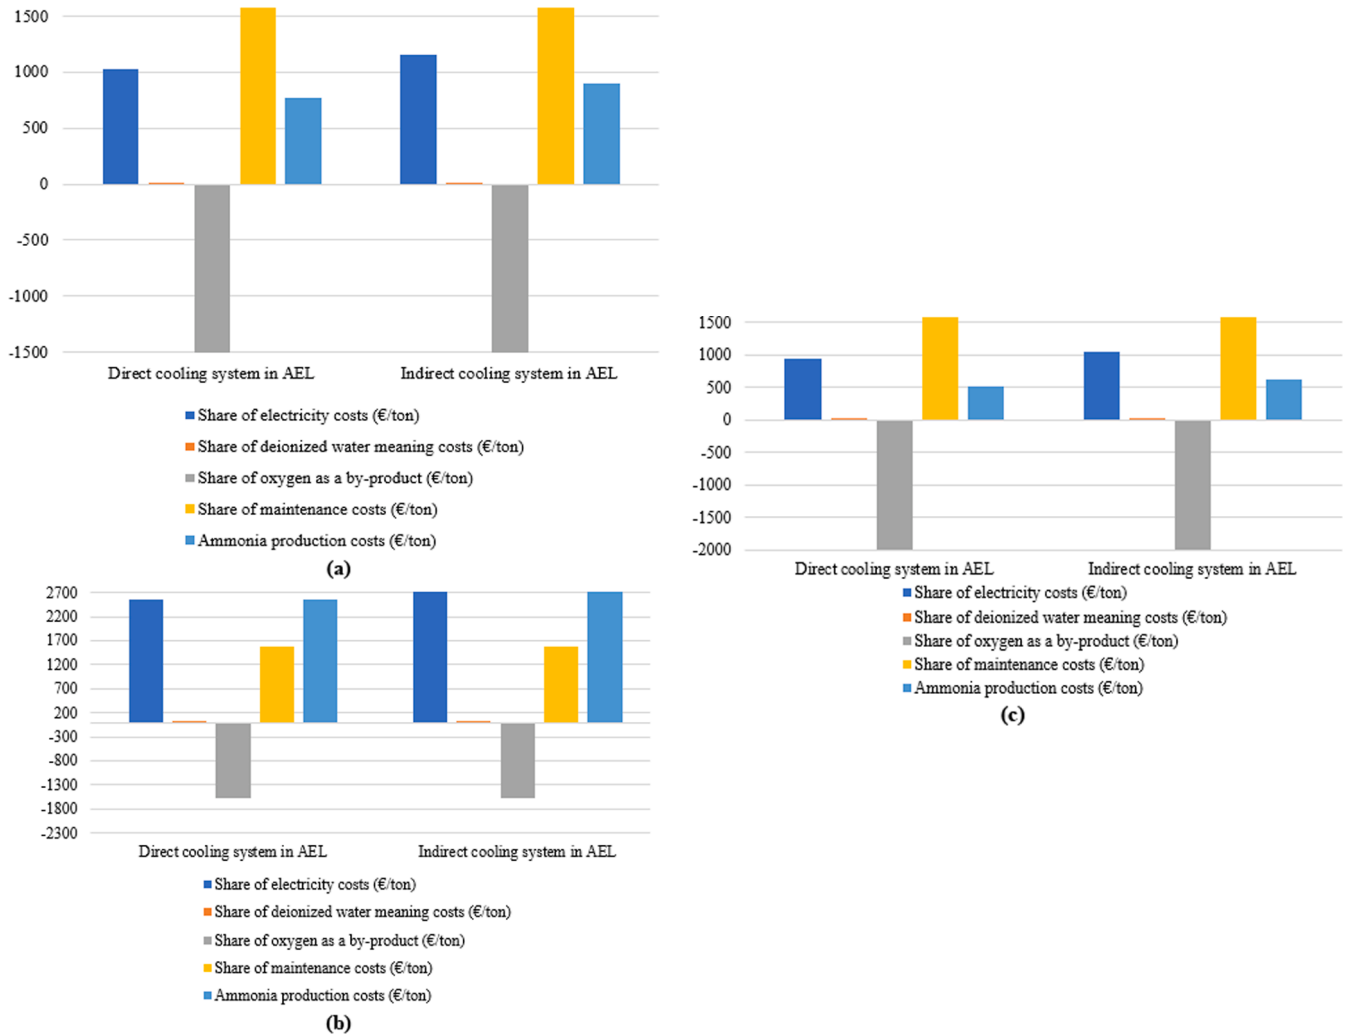 1500
1000
500
0
-500
-1000
-1500
Direct cooling system in AEL
Indirect cooling system in AEL
Share of electricity costs (€/ton)
Share of deionized water meaning costs (€/ton)
Share of oxygen as a by-product (€/ton)
Share of maintenance costs (€/ton)
Ammonia production costs (€/ton)
(a)
2700
2200
1700
1200
700
200
-300
-800
-1300
-1800
-2300
Direct cooling system in AEL
Indirect cooling system in AEL
Share of electricity costs (€/ton)
Share of deionized water meaning costs (€/ton)
Share of oxygen as a by-product (€/ton)
Share of maintenance costs (€/ton)
Ammonia production costs (€/ton)
(b)
1500
1000
500
0
-500
-1000
-1500
-2000
Direct cooling system in AEL
Indirect cooling system in AEL
Share of electricity costs (€/ton)
Share of deionized water meaning costs (€/ton)
Share of oxygen as a by-product (€/ton)
Share of maintenance costs (€/ton)
Ammonia production costs (€/ton)
(c)